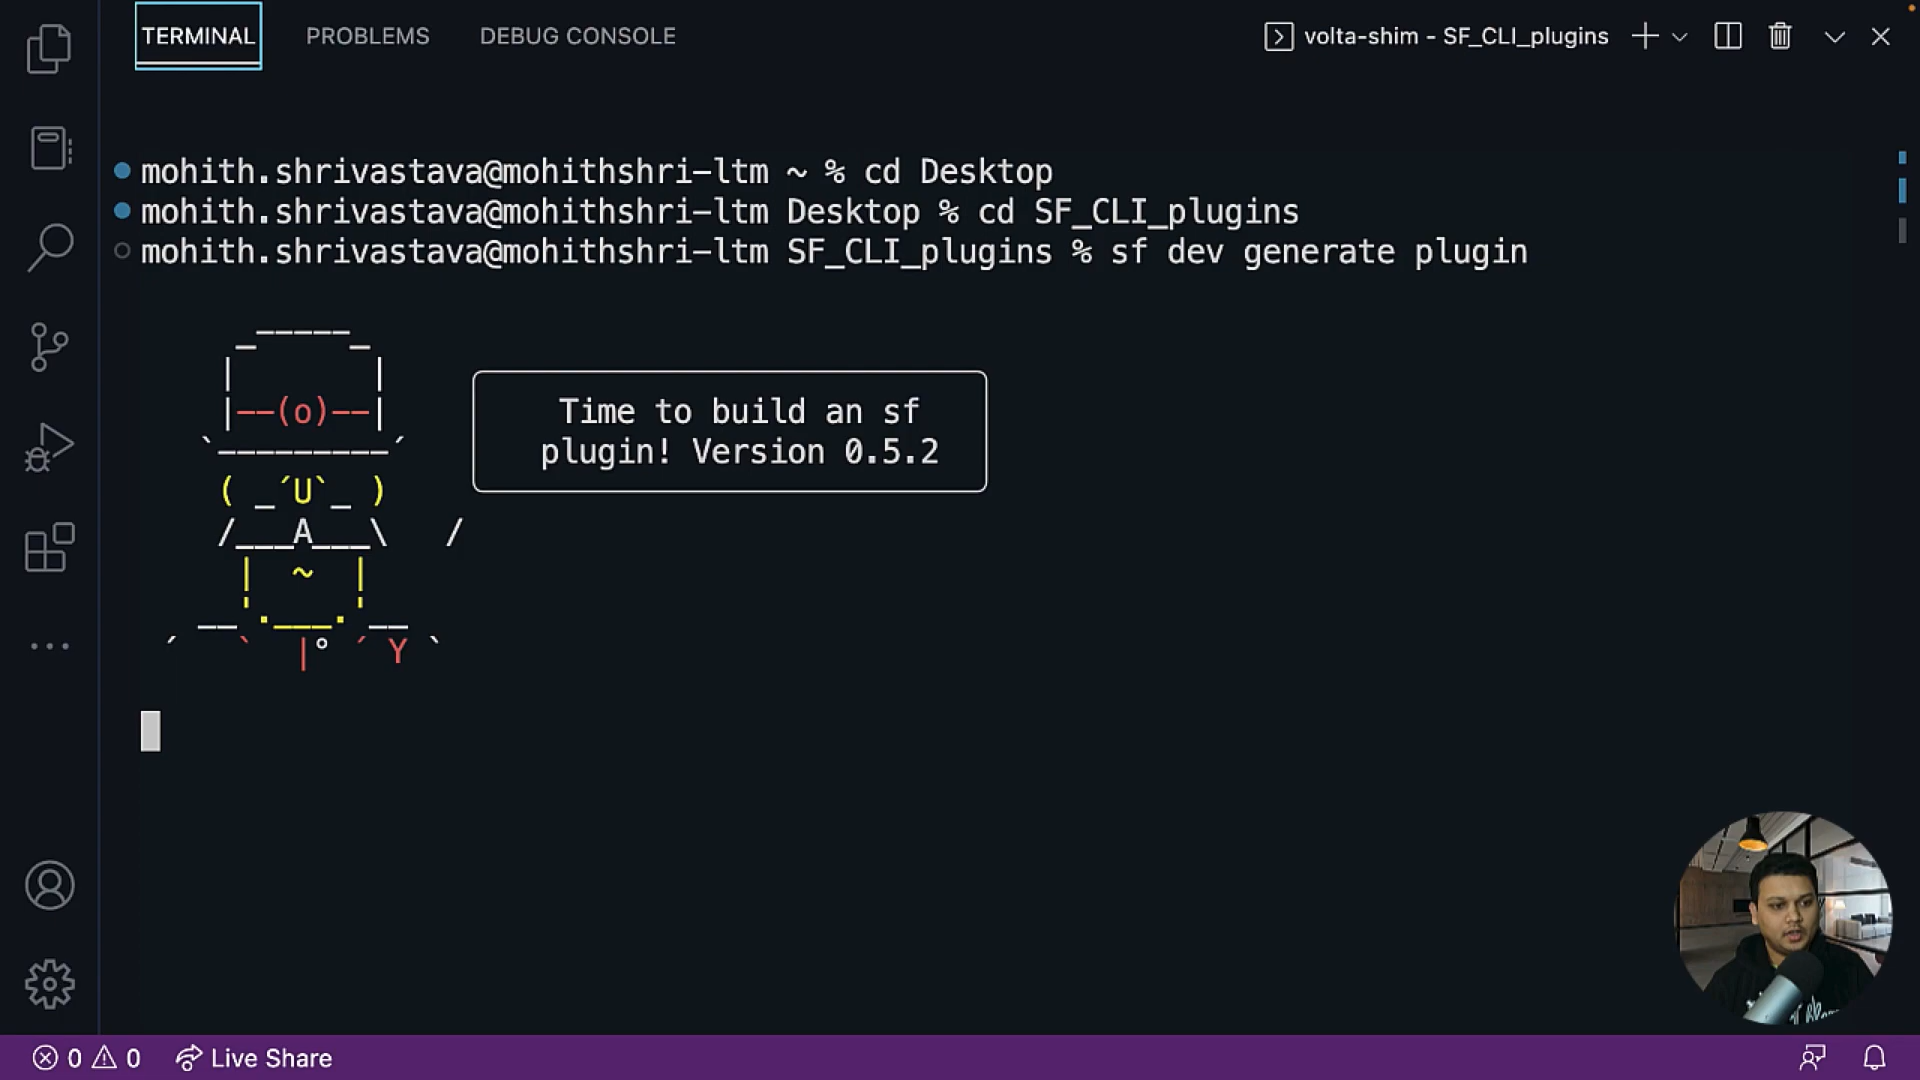 TERMINAL PROBLEMS DEBUG CONSOLE volta-shim - SF_CLI_plugins
mohith.shrivastava@mohithshri-ltm ~ % cd Desktop
mohith.shrivastava@mohithshri-ltm Desktop % cd SF_CLI_plugins
mohith.shrivastava@mohithshri-ltm SF_CLI_plugins % sf dev generate plugin
Time to build an sf
plugin! Version 0.5.2
0 0 Live Share